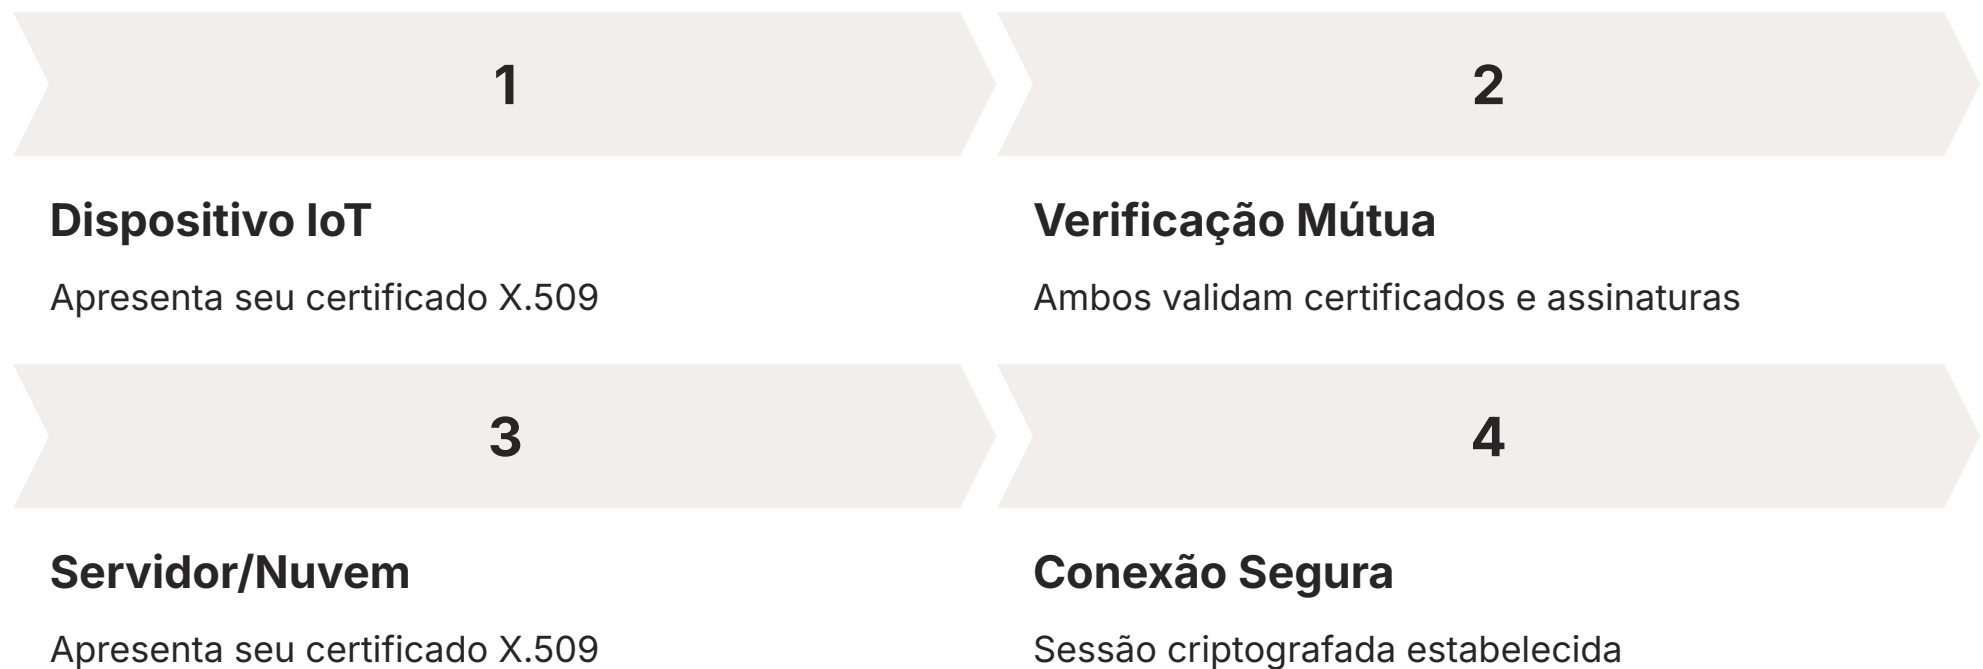 1
Dispositivo IoT
Apresenta seu certificado X.509
2
Verificação Mútua
Ambos validam certificados e assinaturas
3
Servidor/Nuvem
Apresenta seu certificado X.509
4
Conexão Segura
Sessão criptografada estabelecida